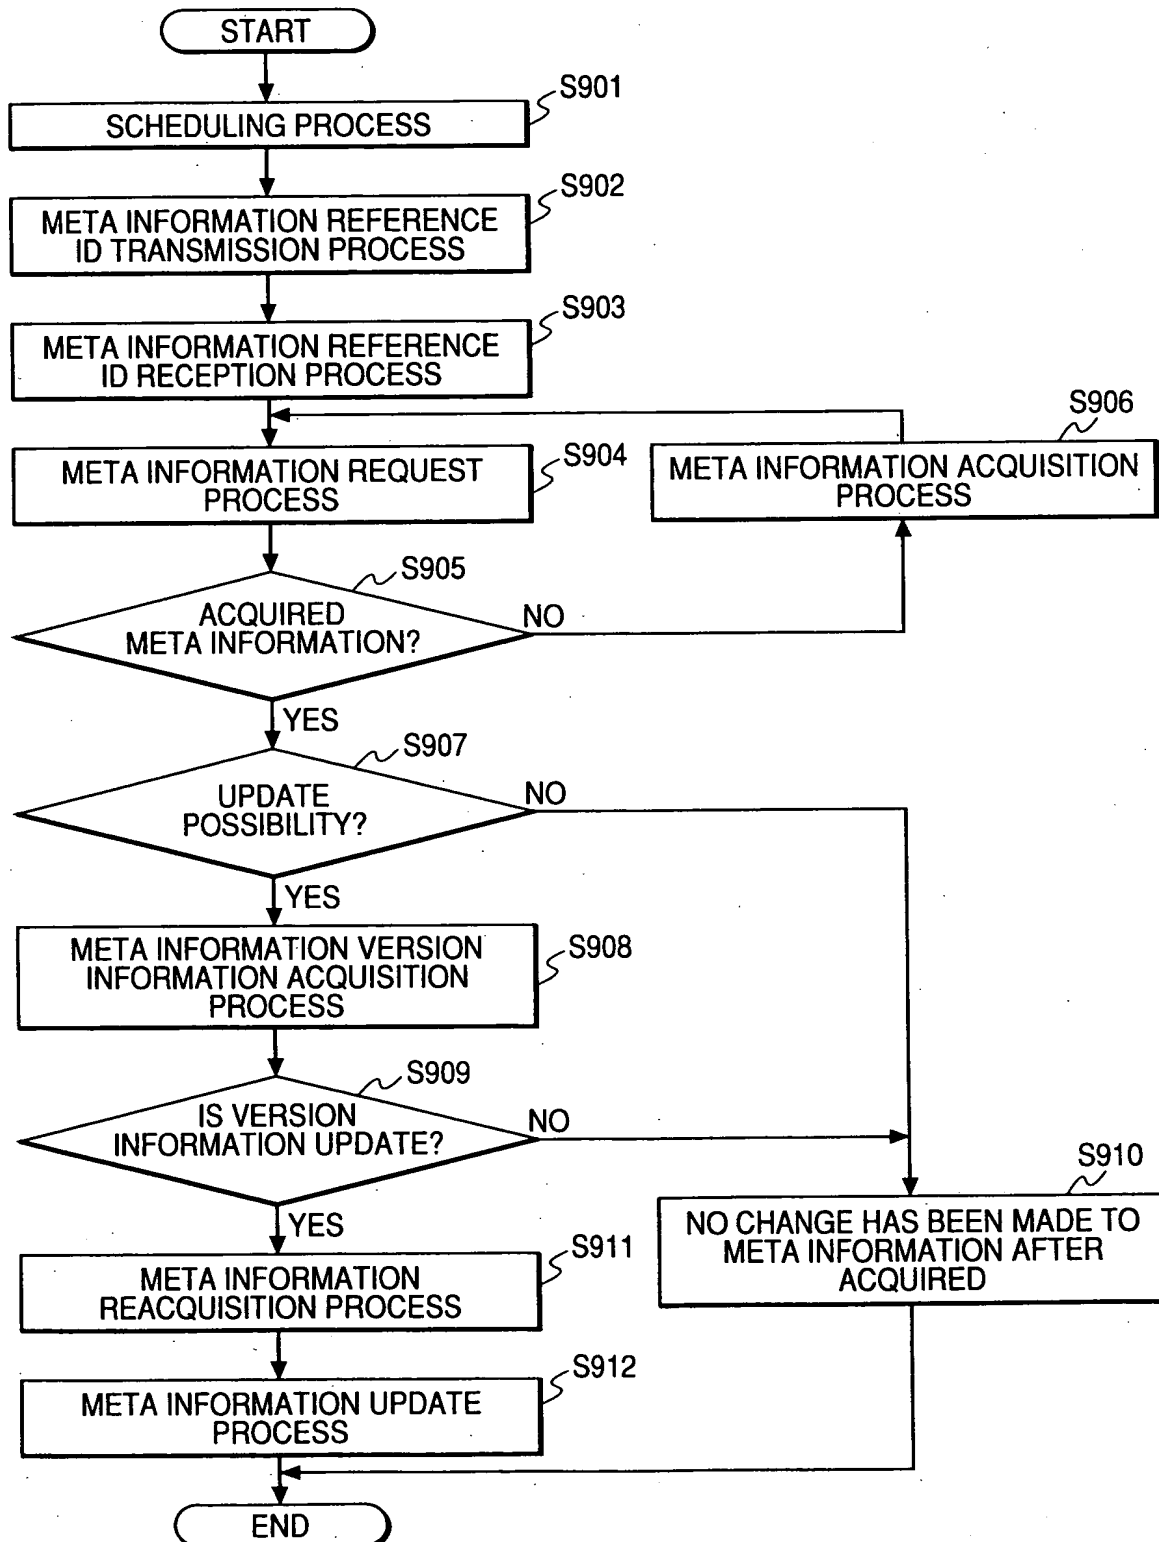 START
S901
SCHEDULING PROCESS
S902
META INFORMATION REFERENCE
ID TRANSMISSION PROCESS
S903
META INFORMATION REFERENCE
ID RECEPTION PROCESS
S904
META INFORMATION REQUEST
PROCESS
S906
META INFORMATION ACQUISITION
PROCESS
S905
ACQUIRED
META INFORMATION?
NO
YES
S907
UPDATE
POSSIBILITY?
NO
YES
S908
META INFORMATION VERSION
INFORMATION ACQUISITION
PROCESS
S909
IS VERSION
INFORMATION UPDATE?
NO
YES
S910
NO CHANGE HAS BEEN MADE TO
META INFORMATION AFTER
ACQUIRED
S911
META INFORMATION
REACQUISITION PROCESS
S912
META INFORMATION UPDATE
PROCESS
END